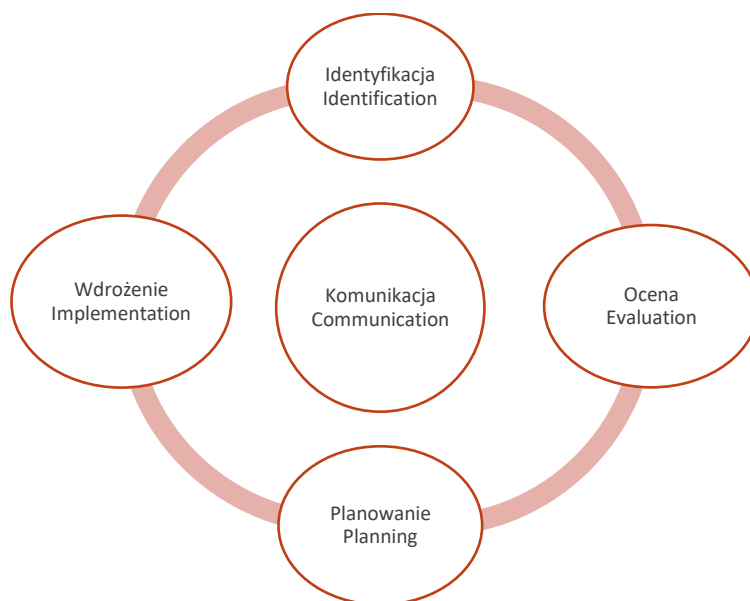 Identyfikacja
Identification
Wdrożenie
Implementation
Komunikacja
Communication
Ocena
Evaluation
Planowanie
Planning